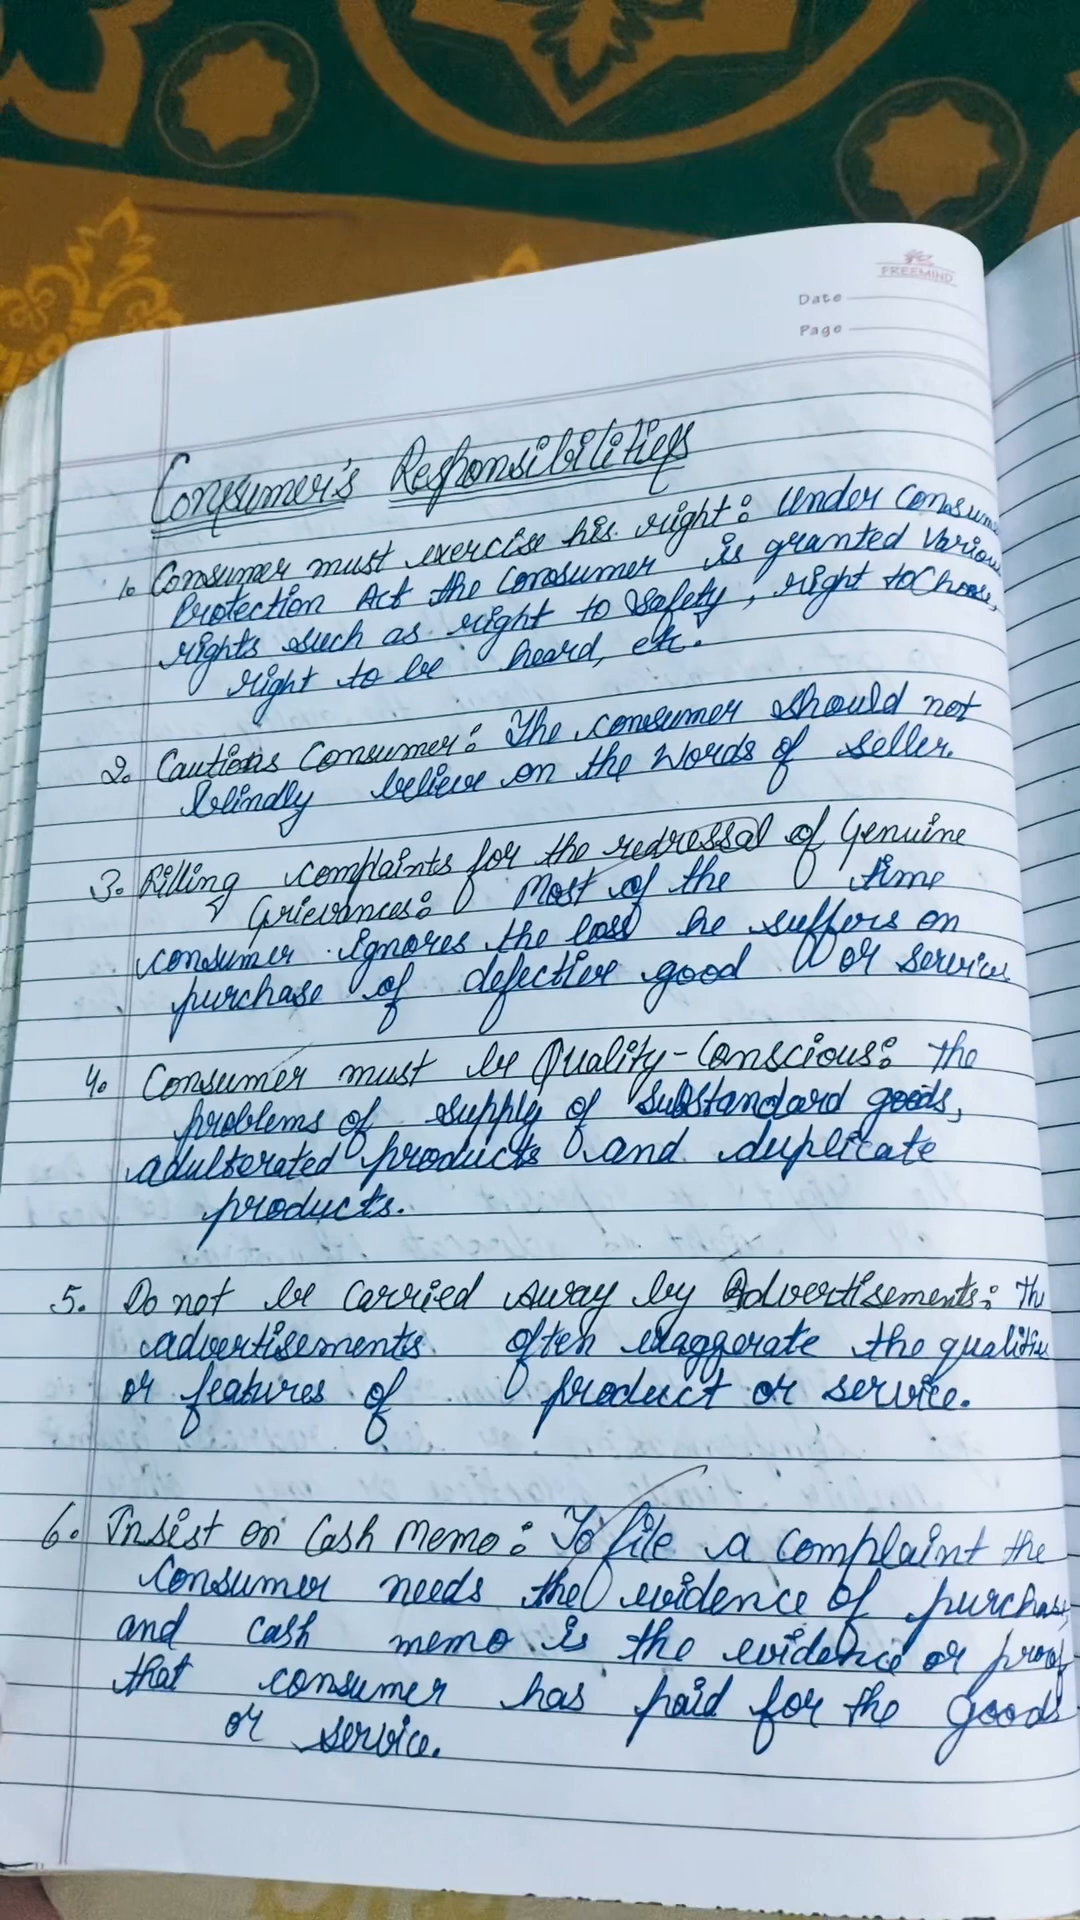 FREEMIND
Date
Page
Consumer's Responsibilities
1. Consumer must exercise his right: Under Consum
Protection Act the consumer is granted variou
rights such as right to Safety, right to Choose,
right to be heard, etc.
2. Cautions Consumer: The consumer should not
blindly believe on the words of seller.
3. Filling complaints for the redressal of Genuine
Grievances: Most of the time
consumer ignores the loss he suffers on
purchase of defective good or service
4. Consumer must be Quality-Conscious: The
problems of supply of substandard goods,
adulterated products and duplicate
products.
5. Do not be carried away by Advertisements: The
advertisements often exaggerate the qualities
or features of product or service.
6. Insist on Cash Memo: To file a complaint the
consumer needs the evidence of purchase,
and cash memo is the evidence or proof
that consumer has paid for the goods
or service.